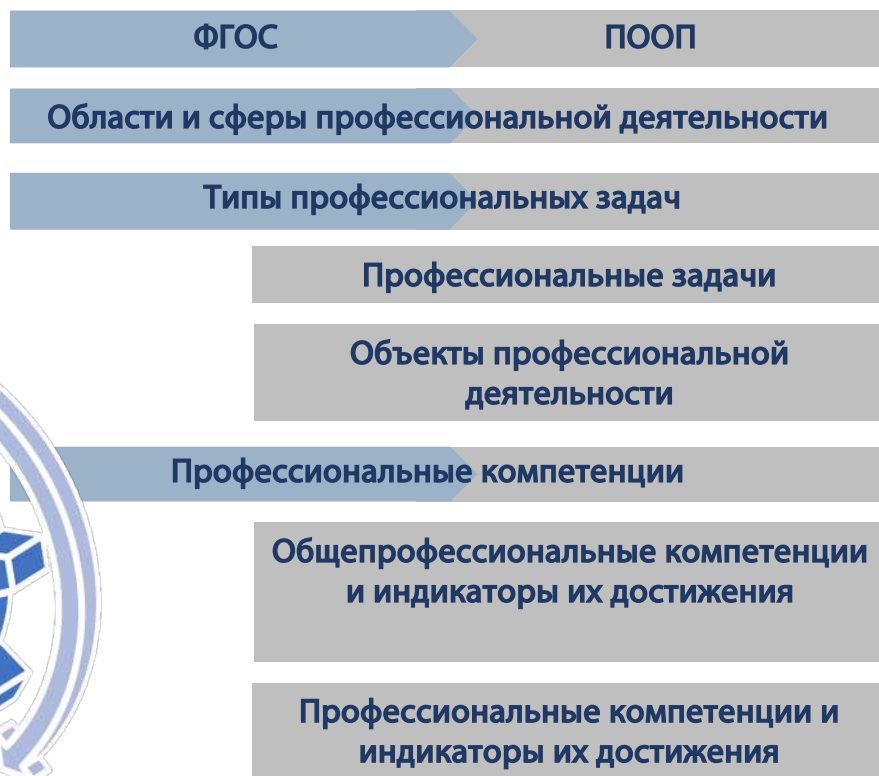 ФГОС ПООП
Области и сферы профессиональной деятельности
Типы профессиональных задач
Профессиональные задачи
Объекты профессиональной
деятельности
Профессиональные компетенции
Общепрофессиональные компетенции
и индикаторы их достижения
Профессиональные компетенции и
индикаторы их достижения